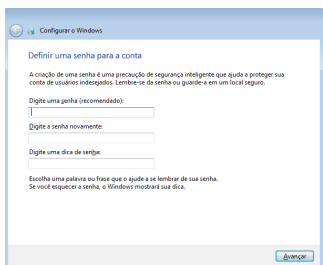 Configurar o Windows
Definir uma senha para a conta
A criação de uma senha é uma precaução de segurança inteligente que ajuda a proteger sua
conta de usuários indesejados. Lembre-se da senha ou guarde-a em um local seguro.
Digite uma senha (recomendado):
Digite a senha novamente:
Digite uma dica de senha:
Escolha uma palavra ou frase que o ajude a se lembrar de sua senha.
Se você esquecer a senha, o Windows mostrará sua dica.
Avançar